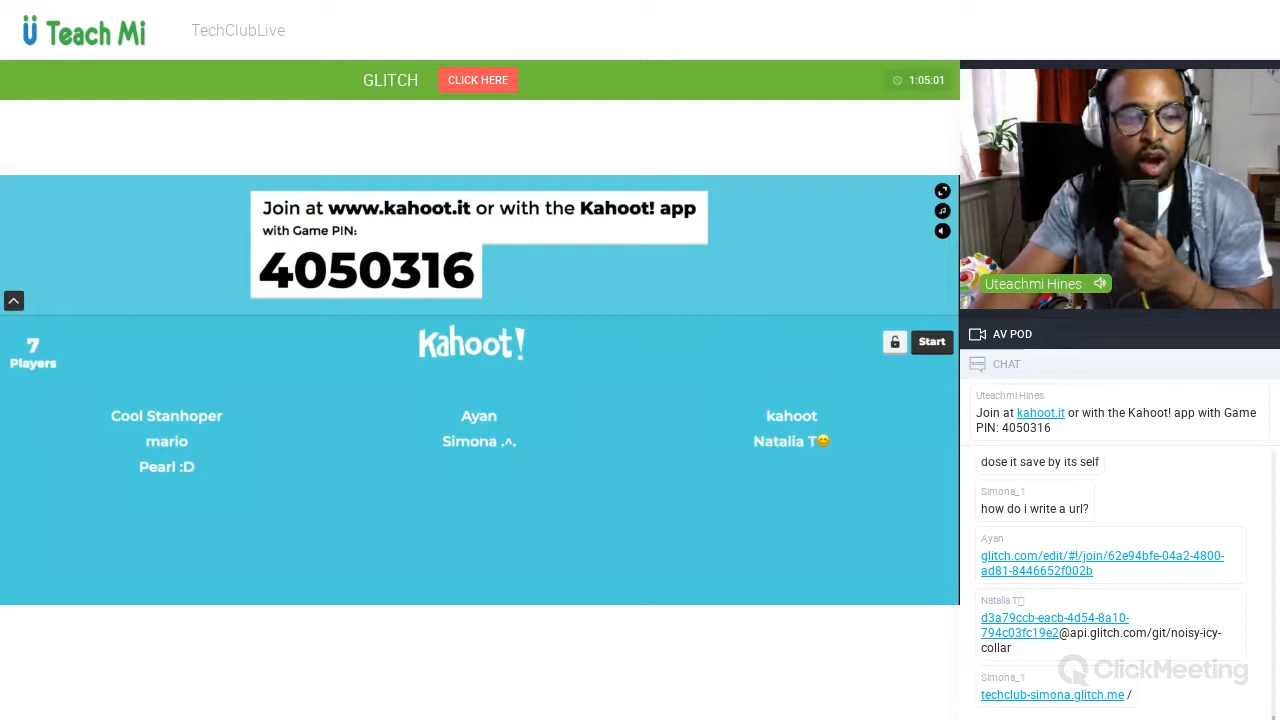 Ü Teach Mi
TechClubLive
GLITCH
CLICK HERE
1:05:01
Join at www.kahoot.it or with the Kahoot! app
with Game PIN:
4050316
7
Players
Kahoot!
Start
Cool Stanhoper
Ayan
kahoot
mario
Simona .^.
Natalia T😊
Pearl :D
Uteachmi Hines
AV POD
CHAT
Uteachmi Hines
Join at kahoot.it or with the Kahoot! app with Game
PIN: 4050316
dose it save by its self
Simona_1
how do i write a url?
Ayan
glitch.com/edit/#!/join/62e94bfe-04a2-4800-
ad81-8446652f002b
Natalia T
d3a79ccb-eacb-4d54-8a10-
794c03fc19e2@api.glitch.com/git/noisy-icy-
collar
ClickMeeting
Simona_1
techclub-simona.glitch.me /